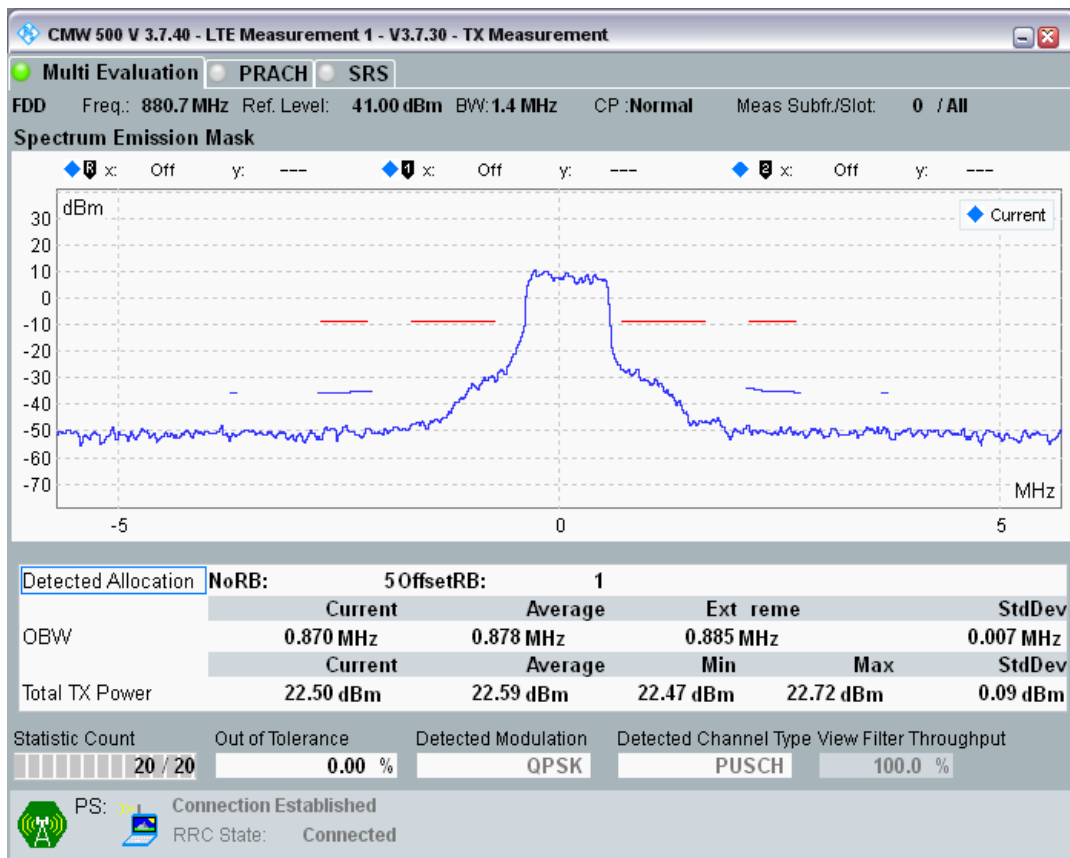 CMW 500 V 3.7.40 - LTE Measurement 1 - V3.7.30 - TX Measurement
Multi Evaluation PRACH SRS
FDD Freq.: 880.7 MHz Ref. Level: 41.00 dBm BW: 1.4 MHz CP : Normal Meas Subfr./Slot: 0 / All
Spectrum Emission Mask
R x: Off y: --- 1 x: Off y: --- 2 x: Off y: ---
dBm
Current
30
20
10
0
-10
-20
-30
-40
-50
-60
-70
MHz
-5 0 5
Detected Allocation NoRB: 5 OffsetRB: 1
Current Average Ext reme StdDev
OBW 0.870 MHz 0.878 MHz 0.885 MHz 0.007 MHz
Current Average Min Max StdDev
Total TX Power 22.50 dBm 22.59 dBm 22.47 dBm 22.72 dBm 0.09 dBm
Statistic Count Out of Tolerance Detected Modulation Detected Channel Type View Filter Throughput
20 / 20 0.00 % QPSK PUSCH 100.0 %
PS: Connection Established
RRC State: Connected